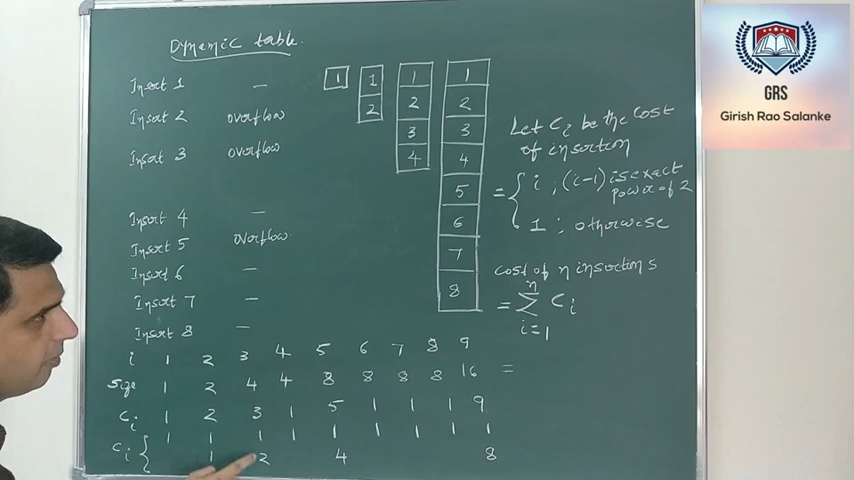 Dynamic table.
Insert 1 —
Insert 2 overflow
Insert 3 overflow
Insert 4 —
Insert 5 overflow
Insert 6 —
Insert 7 —
Insert 8 —
1
1
2
1
2
3
4
1
2
3
4
5
6
7
8
Let Ci be the cost
of insertion
= { i ; (i-1) is exact
power of 2
1 ; otherwise
cost of n insertions
= n ∑ i=1 Ci
=
i 1 2 3 4 5 6 7 8 9
size 1 2 4 4 8 8 8 8 16
Ci 1 2 3 1 5 1 1 1 9
Ci { 1 1 1 1 1 1 1 1 1
1 2 4 8
GRS
Girish Rao Salanke